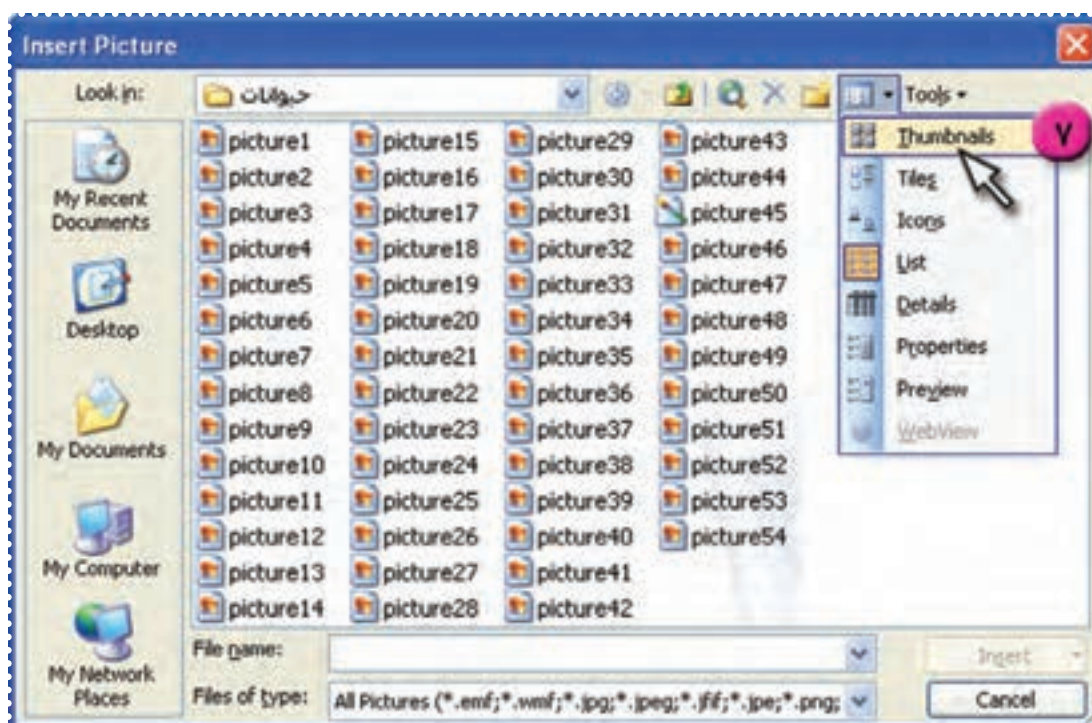 Insert Picture
Look in:
حيوانات
Tools
Thumbnails
٧
Tiles
Icons
List
Details
Properties
Preview
WebView
My Recent
Documents
Desktop
My Documents
My Computer
My Network
Places
picture1
picture2
picture3
picture4
picture5
picture6
picture7
picture8
picture9
picture10
picture11
picture12
picture13
picture14
picture15
picture16
picture17
picture18
picture19
picture20
picture21
picture22
picture23
picture24
picture25
picture26
picture27
picture28
picture29
picture30
picture31
picture32
picture33
picture34
picture35
picture36
picture37
picture38
picture39
picture40
picture41
picture42
picture43
picture44
picture45
picture46
picture47
picture48
picture49
picture50
picture51
picture52
picture53
picture54
File name:
Insert
Files of type:
All Pictures (*.emf;*.wmf;*.jpg;*.jpeg;*.jfif;*.jpe;*.png;
Cancel